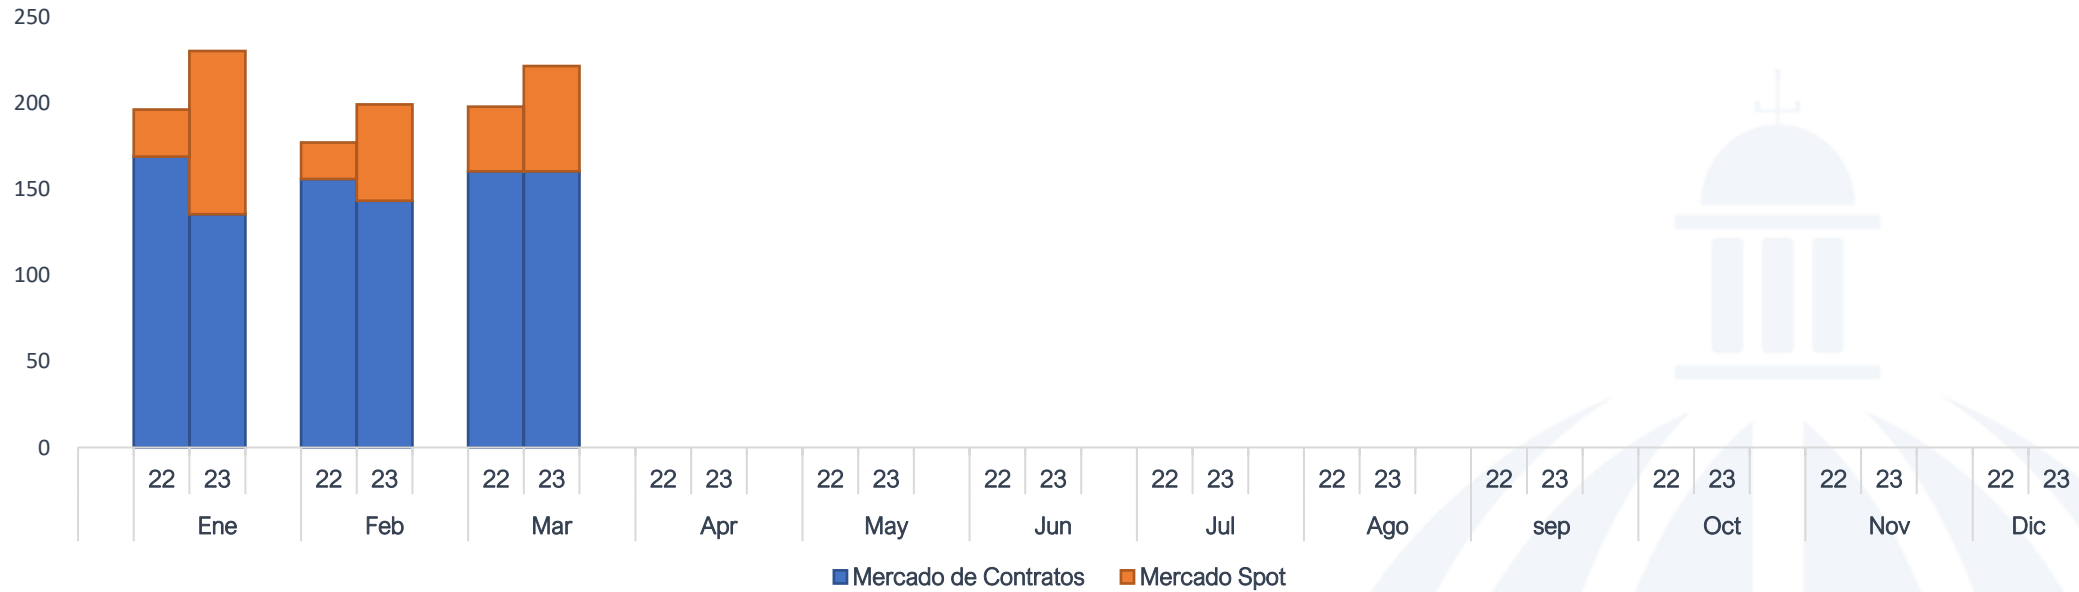 250
200
150
100
50
0
22 23 22 23 22 23 22 23 22 23 22 23 22 23 22 23 22 23 22 23 22 23 22 23
Ene Feb Mar Apr May Jun Jul Ago sep Oct Nov Dic
Mercado de Contratos Mercado Spot